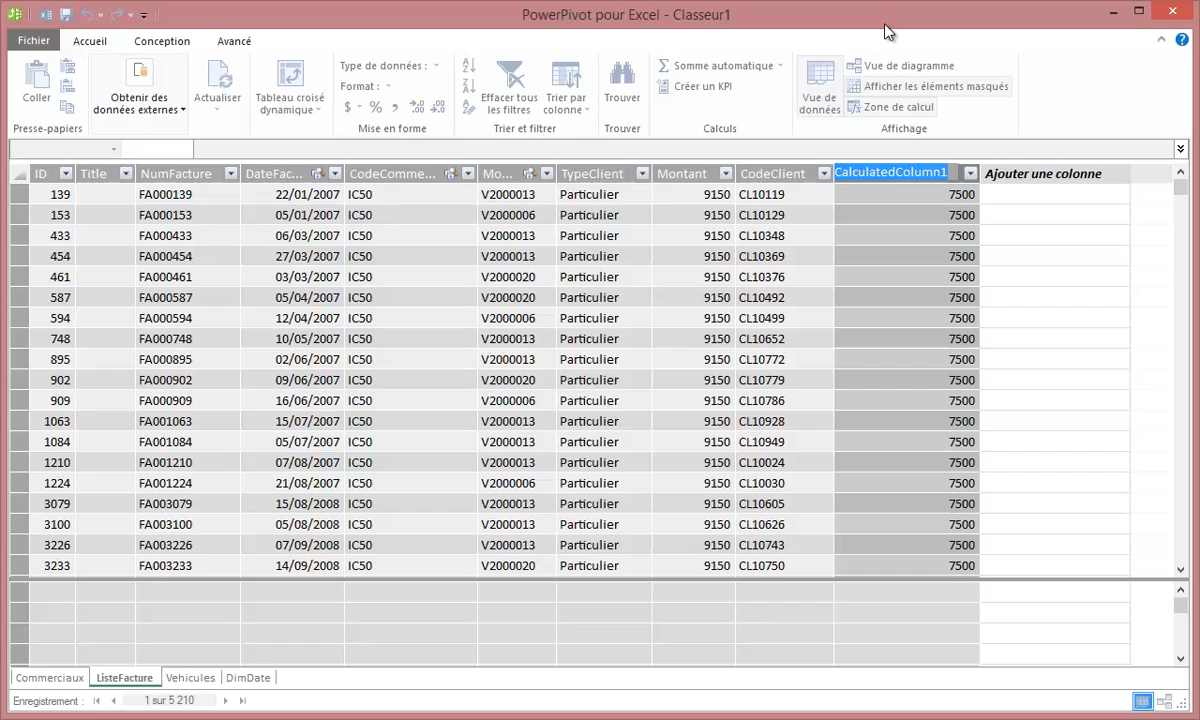 PowerPivot pour Excel - Classeur1
Fichier Accueil Conception Avancé
Coller
Presse-papiers
Obtenir des données externes
Actualiser
Tableau croisé dynamique
Type de données :
Format :
$ % ,
Mise en forme
Effacer tous les filtres
Trier par colonne
Trier et filtrer
Trouver
Trouver
Somme automatique
Créer un KPI
Calculs
Vue de données
Vue de diagramme
Afficher les éléments masqués
Zone de calcul
Affichage
ID Title NumFacture DateFac... CodeComme... Mo... TypeClient Montant CodeClient CalculatedColumn1 Ajouter une colonne
139 FA000139 22/01/2007 IC50 V2000013 Particulier 9150 CL10119 7500
153 FA000153 05/01/2007 IC50 V2000006 Particulier 9150 CL10129 7500
433 FA000433 06/03/2007 IC50 V2000013 Particulier 9150 CL10348 7500
454 FA000454 27/03/2007 IC50 V2000013 Particulier 9150 CL10369 7500
461 FA000461 03/03/2007 IC50 V2000020 Particulier 9150 CL10376 7500
587 FA000587 05/04/2007 IC50 V2000020 Particulier 9150 CL10492 7500
594 FA000594 12/04/2007 IC50 V2000006 Particulier 9150 CL10499 7500
748 FA000748 10/05/2007 IC50 V2000013 Particulier 9150 CL10652 7500
895 FA000895 02/06/2007 IC50 V2000013 Particulier 9150 CL10772 7500
902 FA000902 09/06/2007 IC50 V2000020 Particulier 9150 CL10779 7500
909 FA000909 16/06/2007 IC50 V2000006 Particulier 9150 CL10786 7500
1063 FA001063 15/07/2007 IC50 V2000013 Particulier 9150 CL10928 7500
1084 FA001084 05/07/2007 IC50 V2000013 Particulier 9150 CL10949 7500
1210 FA001210 07/08/2007 IC50 V2000013 Particulier 9150 CL10024 7500
1224 FA001224 21/08/2007 IC50 V2000006 Particulier 9150 CL10030 7500
3079 FA003079 15/08/2008 IC50 V2000013 Particulier 9150 CL10605 7500
3100 FA003100 05/08/2008 IC50 V2000013 Particulier 9150 CL10626 7500
3226 FA003226 07/09/2008 IC50 V2000013 Particulier 9150 CL10743 7500
3233 FA003233 14/09/2008 IC50 V2000020 Particulier 9150 CL10750 7500
Commerciaux ListeFacture Vehicules DimDate
Enregistrement : 1 sur 5 210